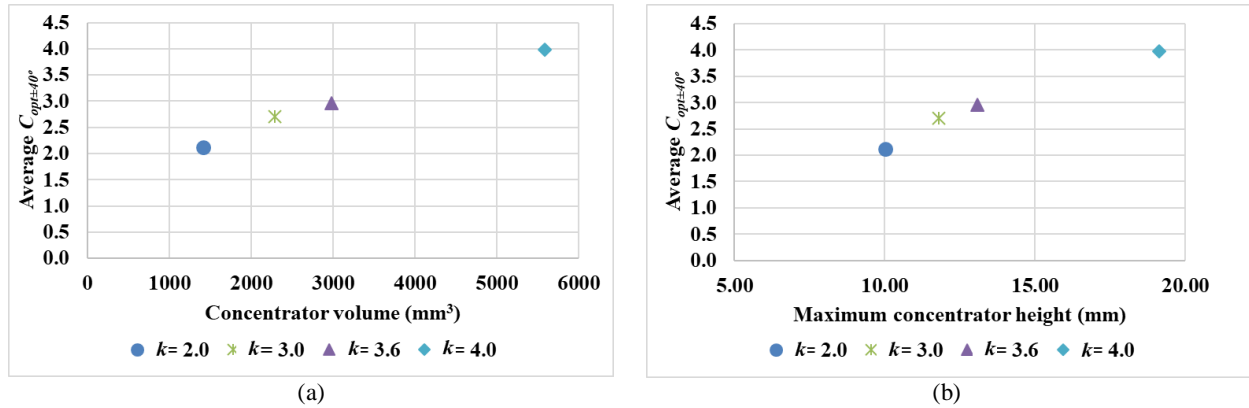 4.5
4.0
3.5
3.0
2.5
2.0
1.5
1.0
0.5
0.0
Average Copt±40º
0 1000 2000 3000 4000 5000 6000
Concentrator volume (mm³)
k= 2.0 k= 3.0 k= 3.6 k= 4.0
(a)
4.5
4.0
3.5
3.0
2.5
2.0
1.5
1.0
0.5
0.0
Average Copt±40º
5.00 10.00 15.00 20.00
Maximum concentrator height (mm)
k= 2.0 k= 3.0 k= 3.6 k= 4.0
(b)